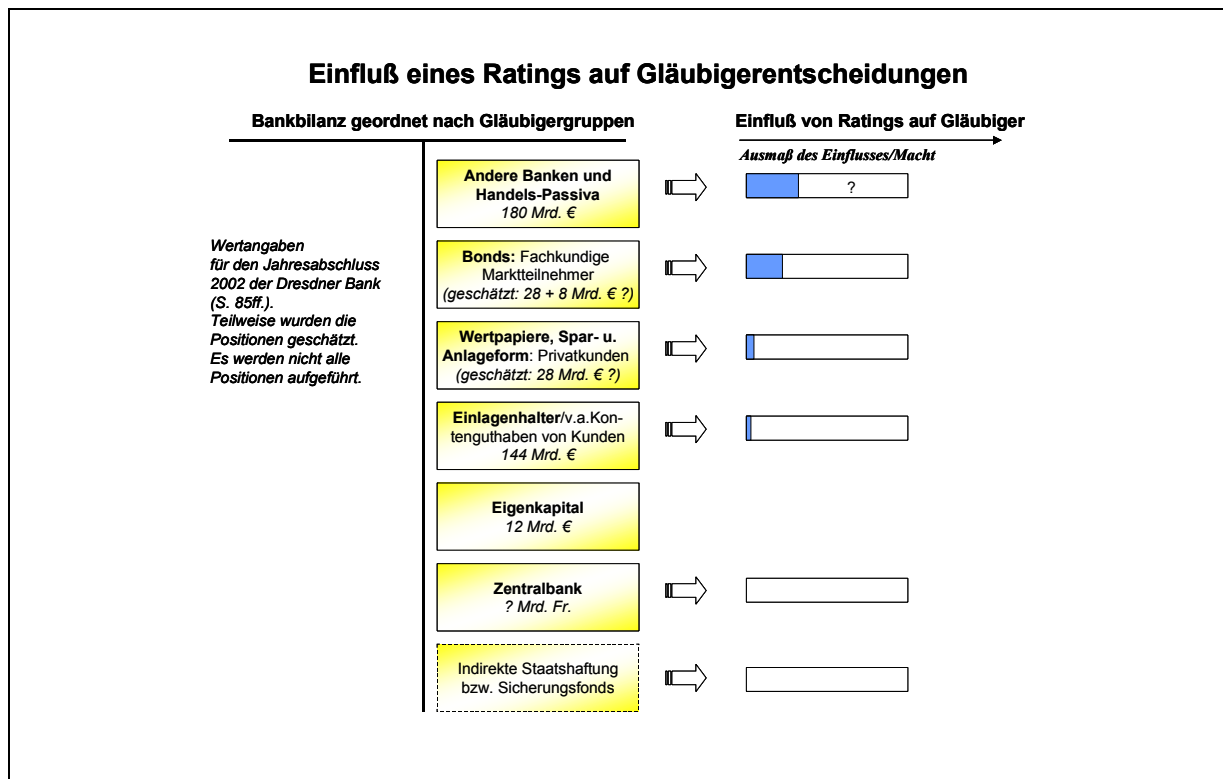 Einfluß eines Ratings auf Gläubigerentscheidungen
Bankbilanz geordnet nach Gläubigergruppen
Einfluß von Ratings auf Gläubiger
Ausmaß des Einflusses/Macht
Andere Banken und
Handels-Passiva
180 Mrd. €
?
Wertangaben
für den Jahresabschluss
2002 der Dresdner Bank
(S. 85ff.).
Teilweise wurden die
Positionen geschätzt.
Es werden nicht alle
Positionen aufgeführt.
Bonds: Fachkundige
Marktteilnehmer
(geschätzt: 28 + 8 Mrd. € ?)
Wertpapiere, Spar- u.
Anlageform: Privatkunden
(geschätzt: 28 Mrd. € ?)
Einlagenhalter/v.a.Kon-
tenguthaben von Kunden
144 Mrd. €
Eigenkapital
12 Mrd. €
Zentralbank
? Mrd. Fr.
Indirekte Staatshaftung
bzw. Sicherungsfonds